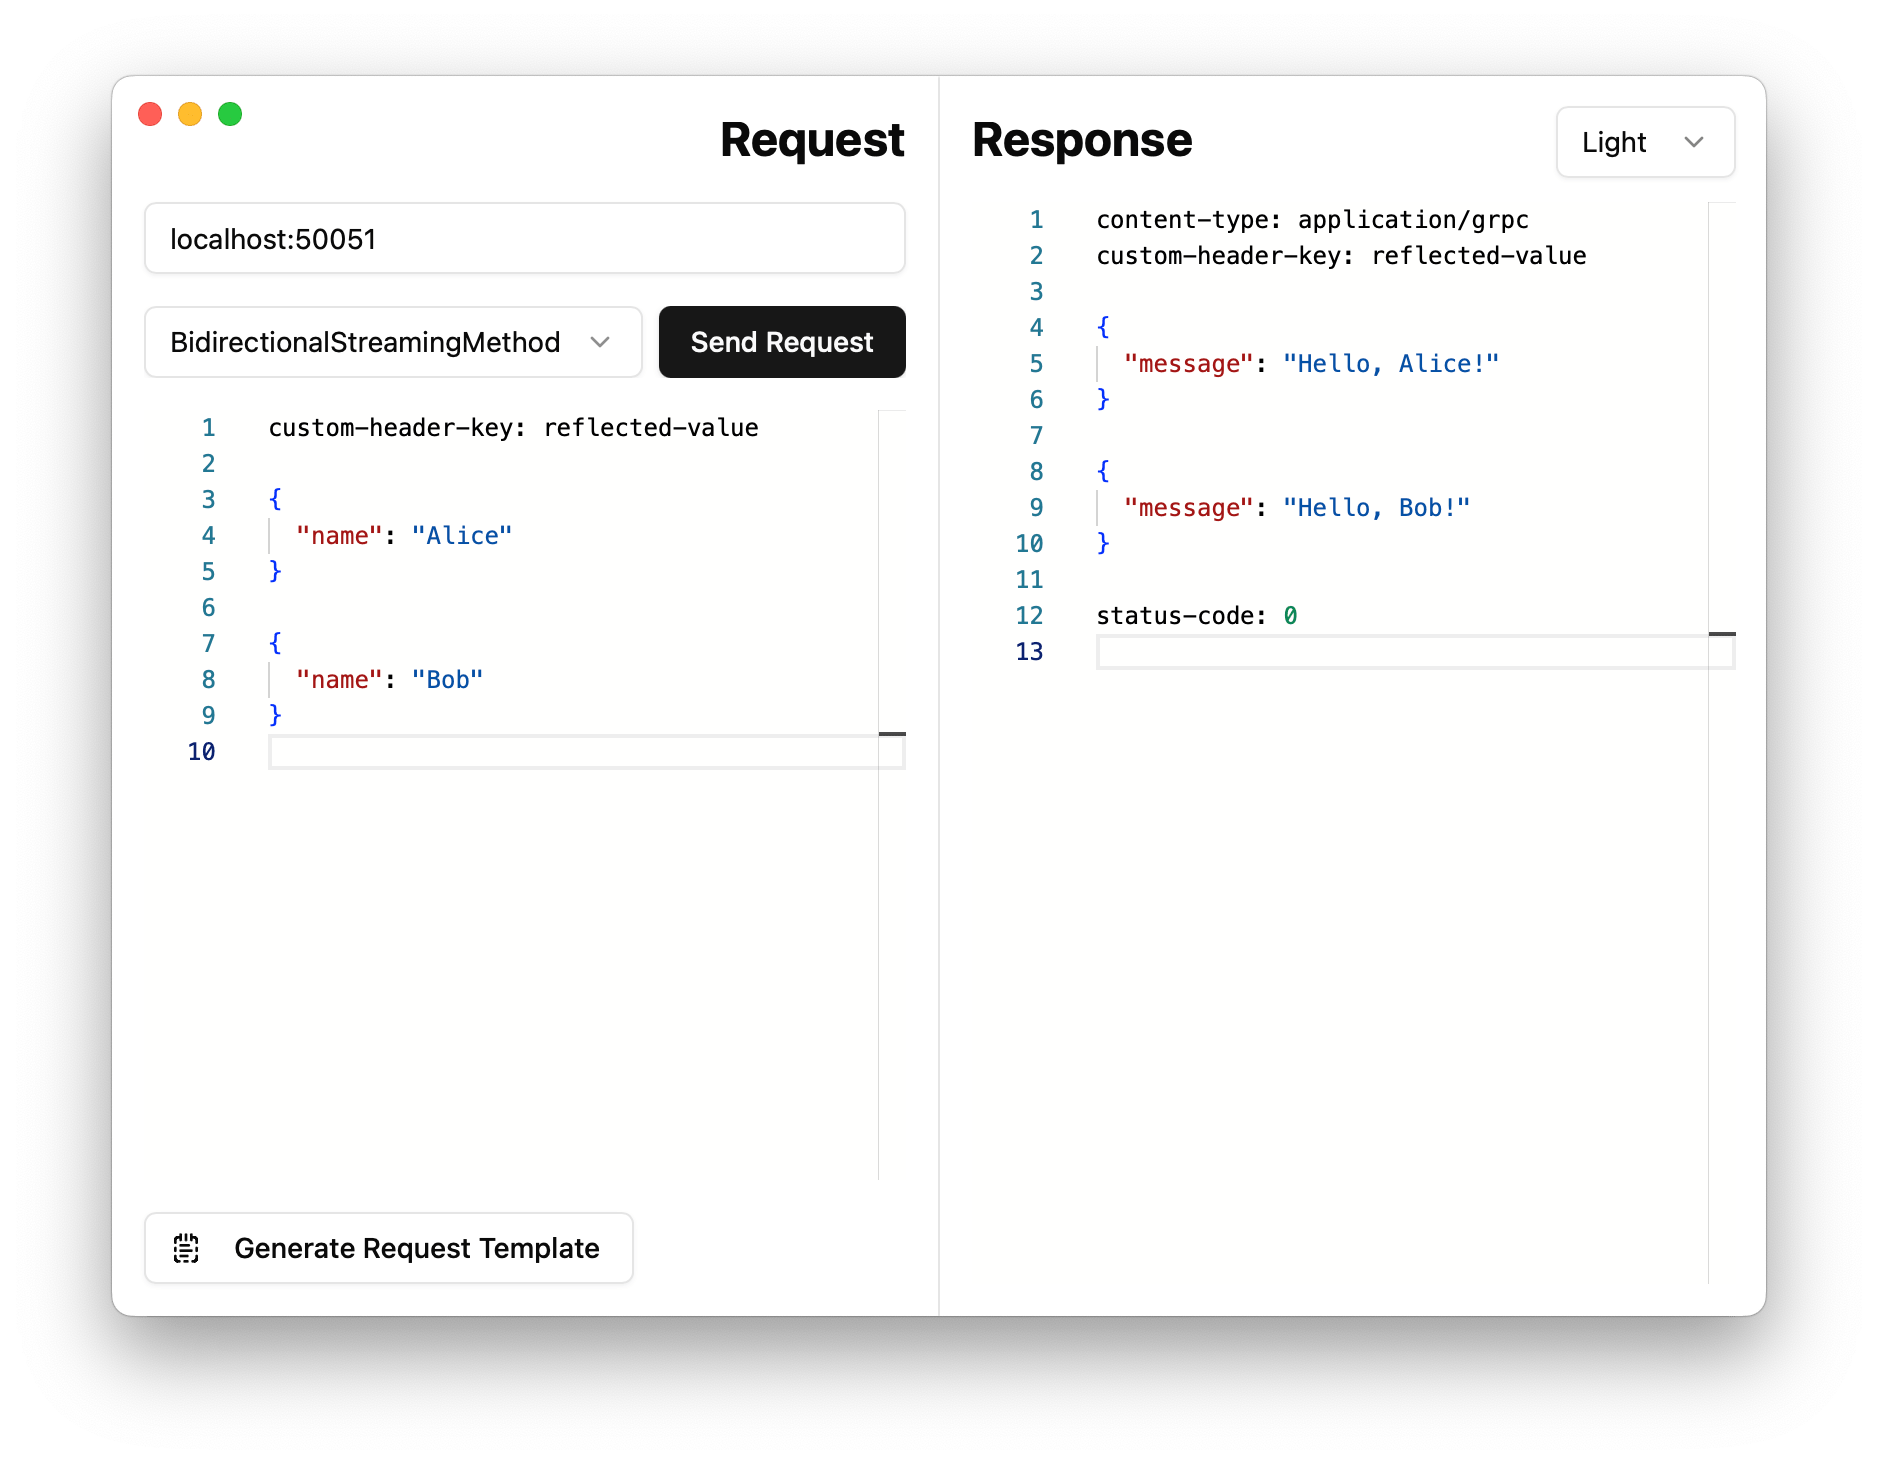 Request
localhost:50051
BidirectionalStreamingMethod
Send Request
1 custom-header-key: reflected-value
2
3 {
4 "name": "Alice"
5 }
6
7 {
8 "name": "Bob"
9 }
10
Generate Request Template
Response
Light
1 content-type: application/grpc
2 custom-header-key: reflected-value
3
4 {
5 "message": "Hello, Alice!"
6 }
7
8 {
9 "message": "Hello, Bob!"
10 }
11
12 status-code: 0
13